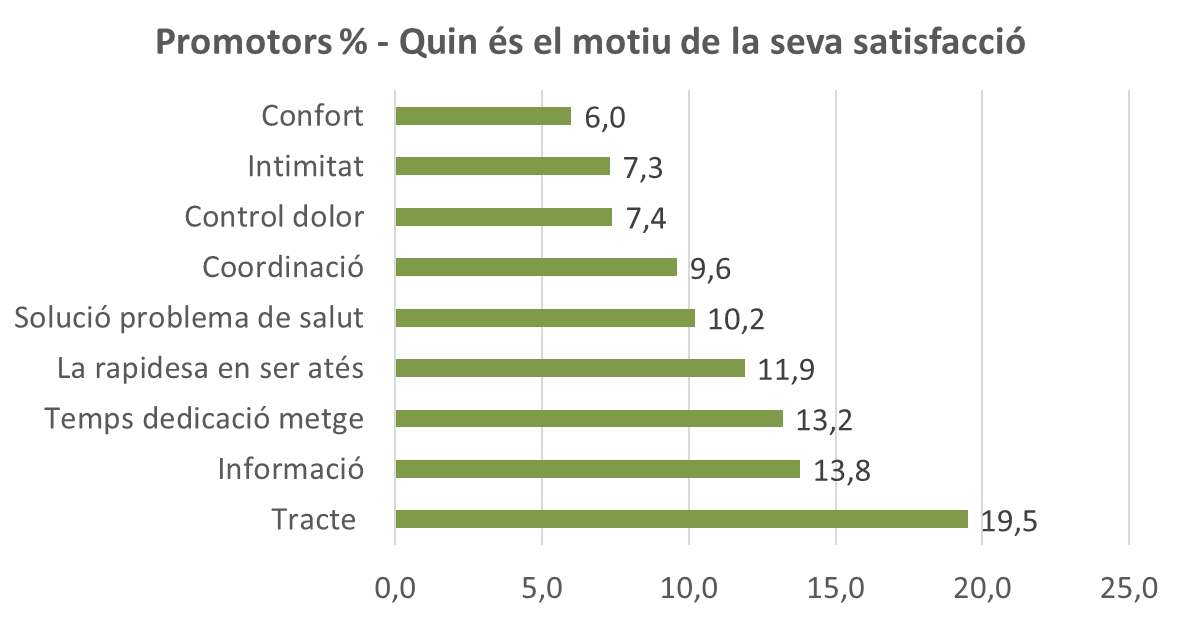 Promotors % - Quin és el motiu de la seva satisfacció
Confort 6,0
Intimitat 7,3
Control dolor 7,4
Coordinació 9,6
Solució problema de salut 10,2
La rapidesa en ser atés 11,9
Temps dedicació metge 13,2
Informació 13,8
Tracte 19,5
0,0 5,0 10,0 15,0 20,0 25,0